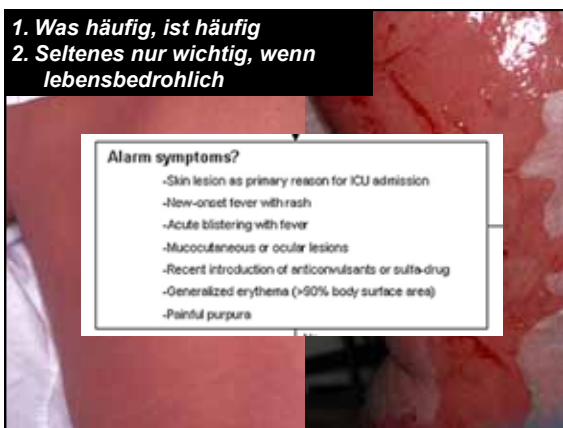 1. Was häufig, ist häufig
2. Seltenes nur wichtig, wenn
lebensbedrohlich
Alarm symptoms?
-Skin lesion as primary reason for ICU admission
-New-onset fever with rash
-Acute blistering with fever
-Mucocutaneous or ocular lesions
-Recent introduction of anticonvulsants or sulfa-drug
-Generalized erythema (>90% body surface area)
-Painful purpura